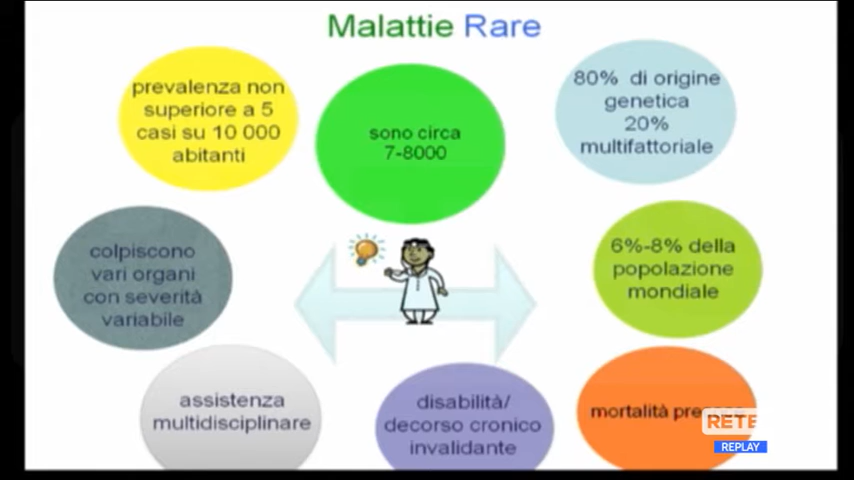 Malattie Rare
prevalenza non
superiore a 5
casi su 10 000
abitanti
sono circa
7-8000
80% di origine
genetica
20%
multifattoriale
colpiscono
vari organi
con severità
variabile
6%-8% della
popolazione
mondiale
assistenza
multidisciplinare
disabilità/
decorso cronico
invalidante
mortalità
RETE
REPLAY